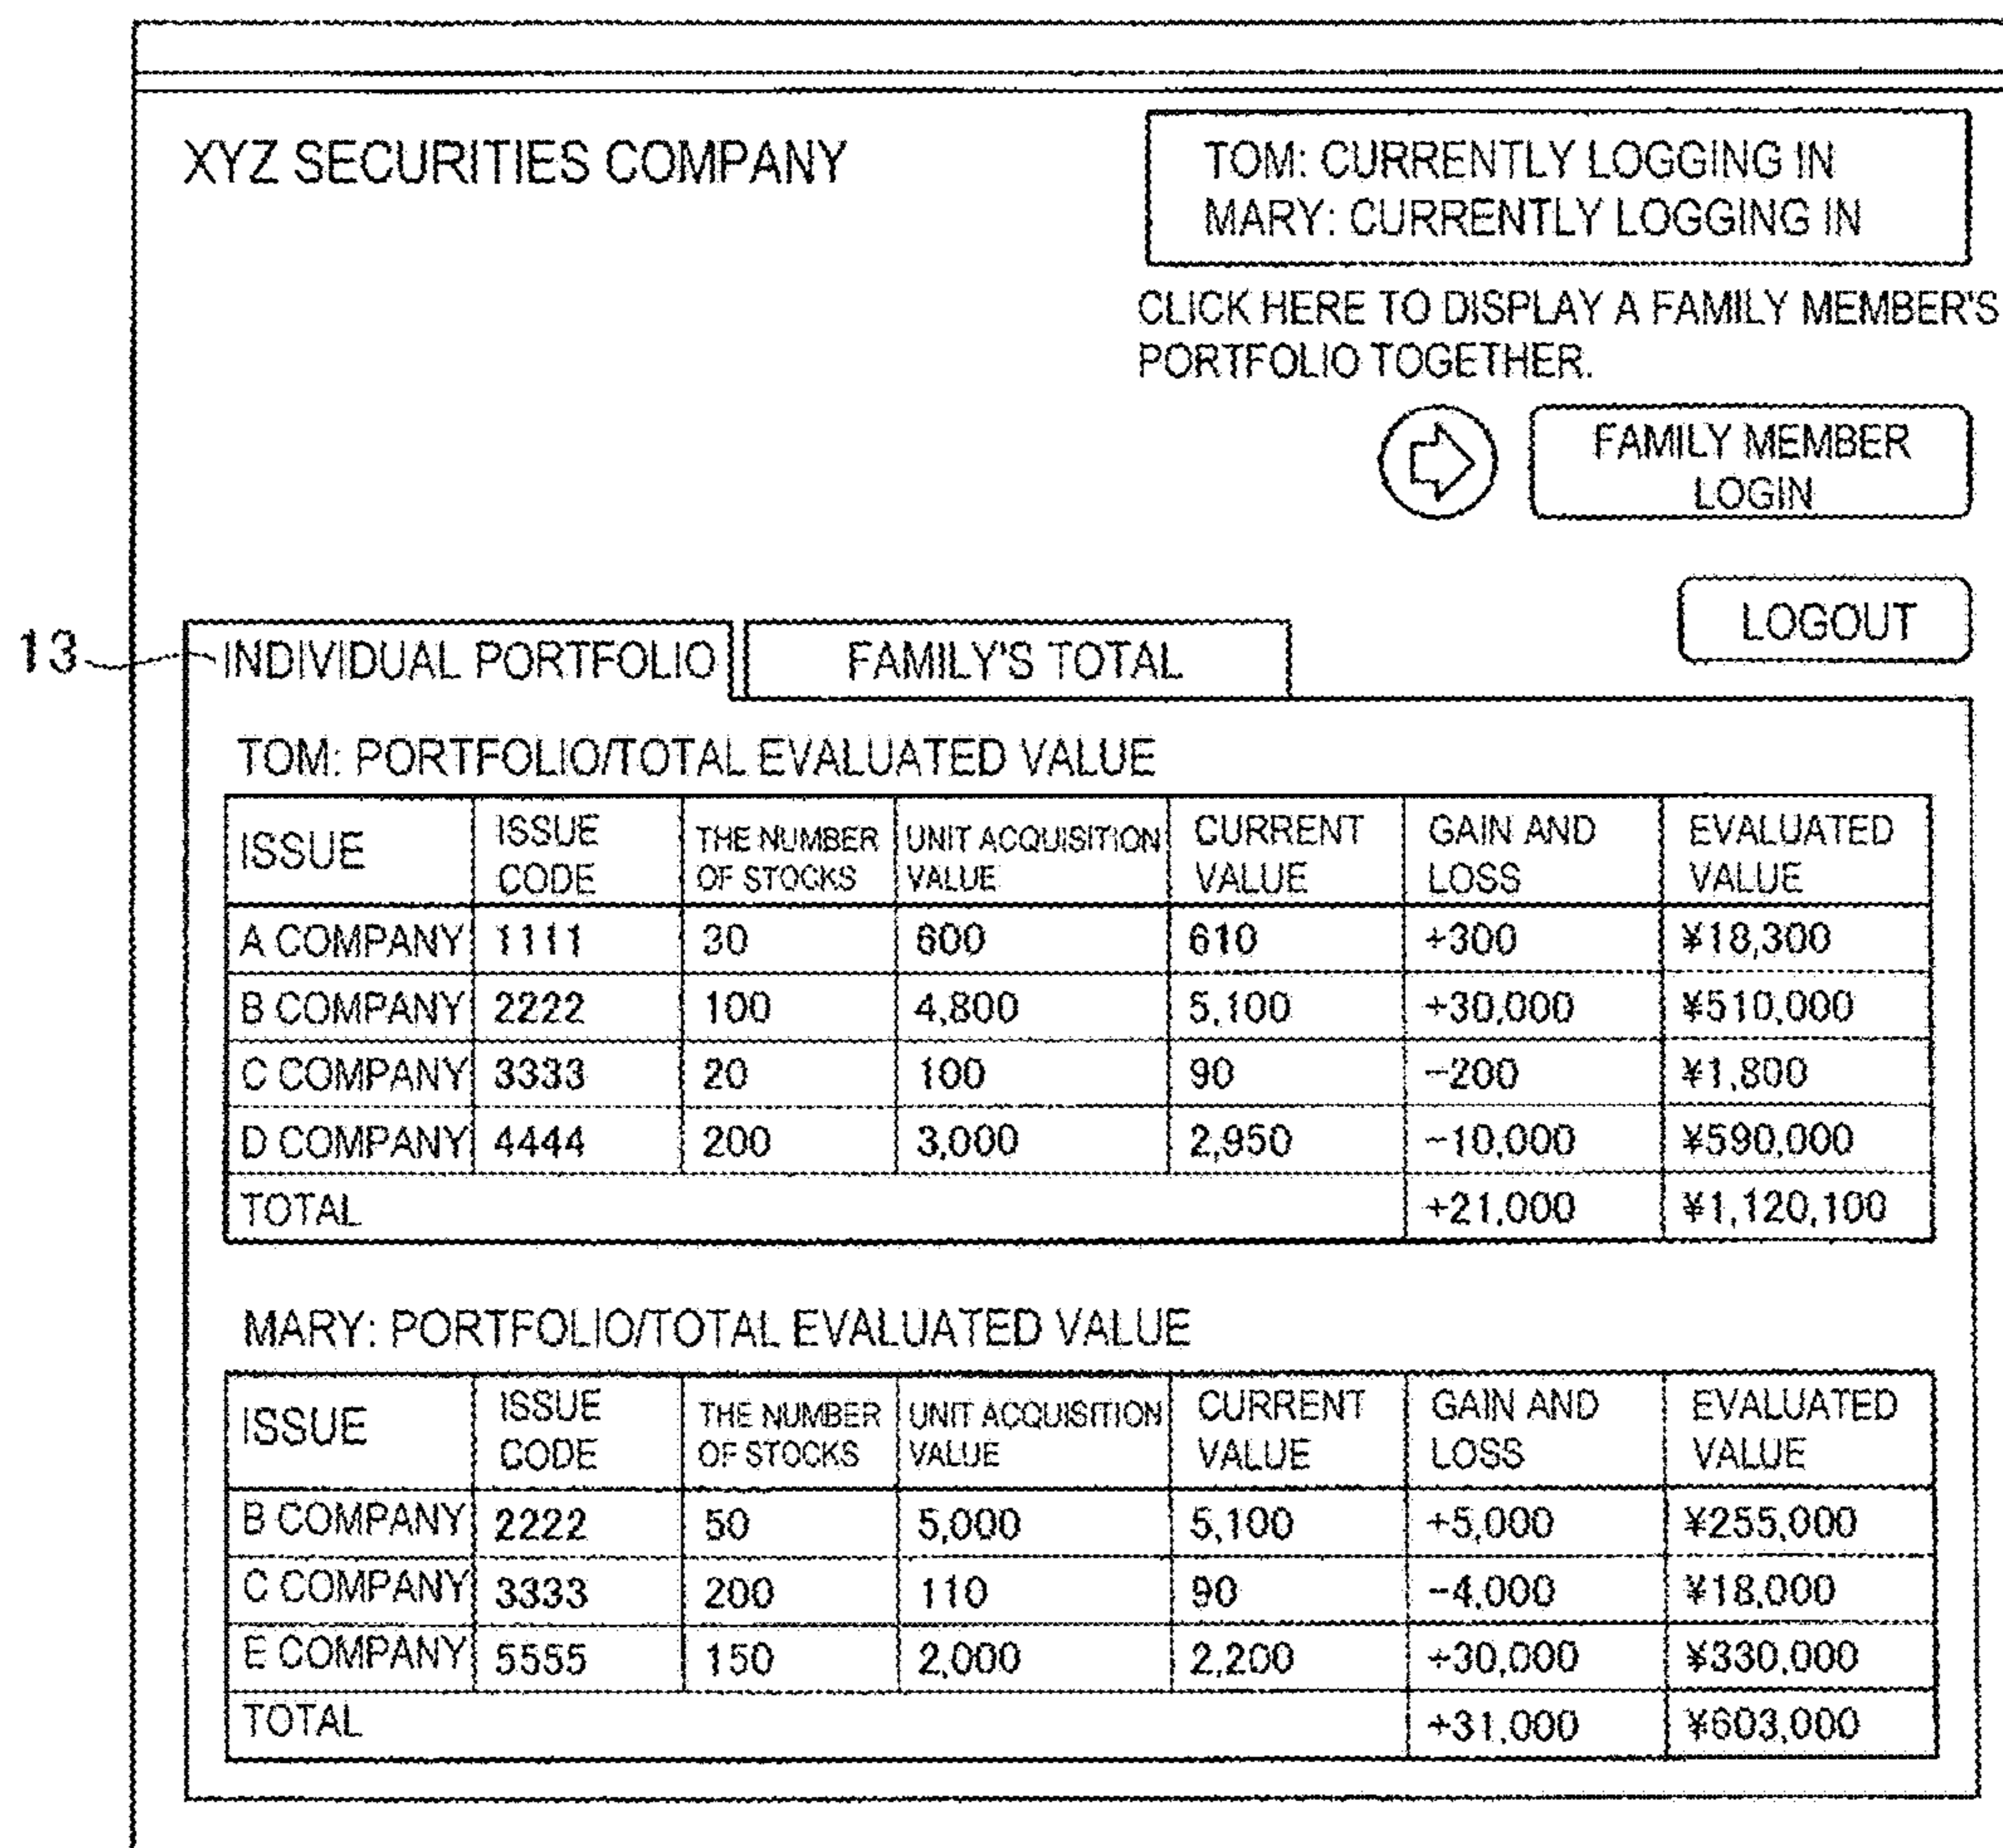 XYZ SECURITIES COMPANY
TOM: CURRENTLY LOGGING IN
MARY: CURRENTLY LOGGING IN
CLICK HERE TO DISPLAY A FAMILY MEMBER'S
PORTFOLIO TOGETHER.
FAMILY MEMBER
LOGIN
LOGOUT
13
INDIVIDUAL PORTFOLIO FAMILY'S TOTAL
TOM: PORTFOLIO/TOTAL EVALUATED VALUE
ISSUE ISSUE CODE THE NUMBER OF STOCKS UNIT ACQUISITION VALUE CURRENT VALUE GAIN AND LOSS EVALUATED VALUE
A COMPANY 1111 30 600 610 +300 ¥18,300
B COMPANY 2222 100 4,800 5,100 +30,000 ¥510,000
C COMPANY 3333 20 100 90 -200 ¥1,800
D COMPANY 4444 200 3,000 2,950 -10,000 ¥590,000
TOTAL +21,000 ¥1,120,100
MARY: PORTFOLIO/TOTAL EVALUATED VALUE
ISSUE ISSUE CODE THE NUMBER OF STOCKS UNIT ACQUISITION VALUE CURRENT VALUE GAIN AND LOSS EVALUATED VALUE
B COMPANY 2222 50 5,000 5,100 +5,000 ¥255,000
C COMPANY 3333 200 110 90 -4,000 ¥18,000
E COMPANY 5555 150 2,000 2,200 +30,000 ¥330,000
TOTAL +31,000 ¥603,000